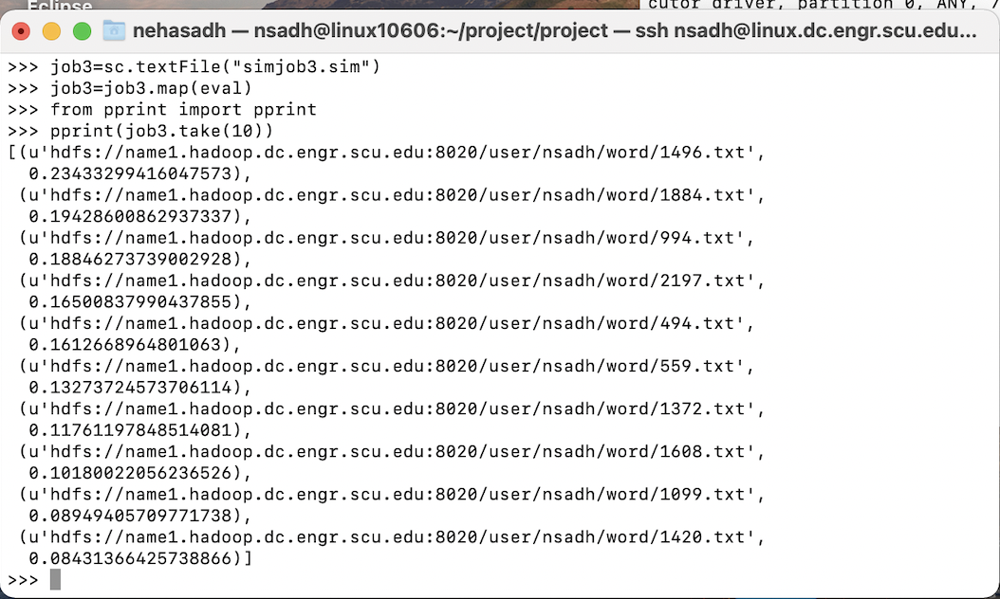 Eclipse
cutor driver, partition 0, ANY, 7
nehasadh — nsadh@linux10606:~/project/project — ssh nsadh@linux.dc.engr.scu.edu...
>>> job3=sc.textFile("simjob3.sim")
>>> job3=job3.map(eval)
>>> from pprint import pprint
>>> pprint(job3.take(10))
[(u'hdfs://name1.hadoop.dc.engr.scu.edu:8020/user/nsadh/word/1496.txt',
  0.23433299416047573),
 (u'hdfs://name1.hadoop.dc.engr.scu.edu:8020/user/nsadh/word/1884.txt',
  0.19428600862937337),
 (u'hdfs://name1.hadoop.dc.engr.scu.edu:8020/user/nsadh/word/994.txt',
  0.18846273739002928),
 (u'hdfs://name1.hadoop.dc.engr.scu.edu:8020/user/nsadh/word/2197.txt',
  0.16500837990437855),
 (u'hdfs://name1.hadoop.dc.engr.scu.edu:8020/user/nsadh/word/494.txt',
  0.1612668964801063),
 (u'hdfs://name1.hadoop.dc.engr.scu.edu:8020/user/nsadh/word/559.txt',
  0.13273724573706114),
 (u'hdfs://name1.hadoop.dc.engr.scu.edu:8020/user/nsadh/word/1372.txt',
  0.11761197848514081),
 (u'hdfs://name1.hadoop.dc.engr.scu.edu:8020/user/nsadh/word/1608.txt',
  0.10180022056236526),
 (u'hdfs://name1.hadoop.dc.engr.scu.edu:8020/user/nsadh/word/1099.txt',
  0.08949405709771738),
 (u'hdfs://name1.hadoop.dc.engr.scu.edu:8020/user/nsadh/word/1420.txt',
  0.08431366425738866)]
>>>